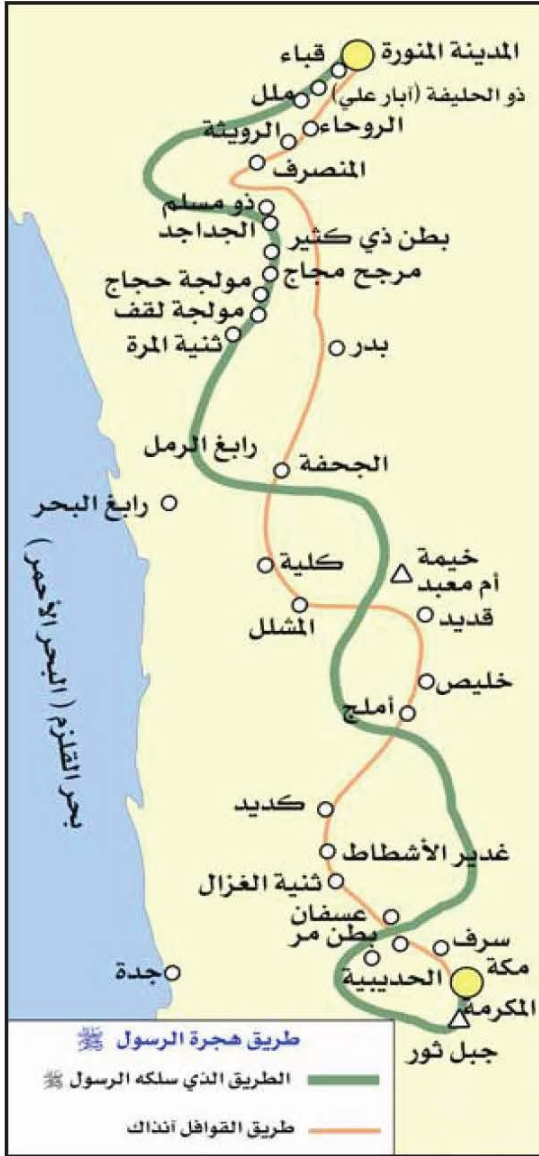 المدينة المنورة
قباء
ذو الحليفة (آبار علي)
ملل
الروحاء
الرويثة
المنصرف
ذو مسلم
الجداجد
بطن ذي كثير
مرجح مجاج
مولجة حجاج
مولجة لقف
ثنية المرة
بدر
رابغ الرمل
الجحفة
رابغ البحر
خيمة
أم معبد
كلية
المشلل
قديد
خليص
أملج
بحر القلزم (البحر الأحمر)
كديد
غدير الأشطاط
ثنية الغزال
عسفان
بطن مر
سرف
الحديبية
مكة
المكرمة
جدة
جبل ثور
طريق هجرة الرسول ﷺ
الطريق الذي سلكه الرسول ﷺ
طريق القوافل آنذاك